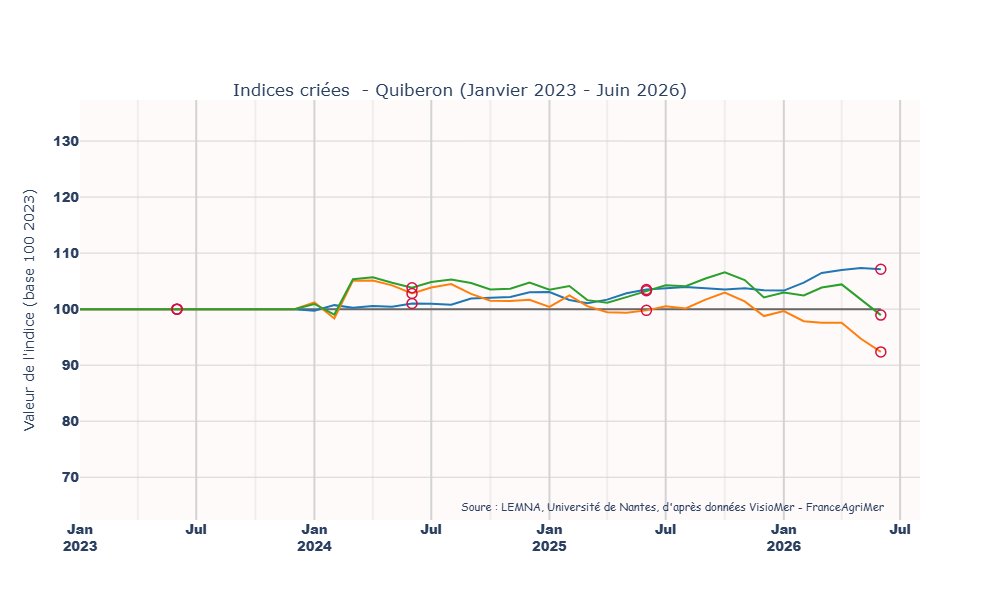 Indices criées  - Quiberon (Janvier 2023 - Juin 2026)
Valeur de l'indice (base 100 2023)
130
120
110
100
90
80
70
Soure : LEMNA, Université de Nantes, d'après données VisioMer - FranceAgriMer
Jan Jul Jan Jul Jan Jul Jan Jul
2023 2024 2025 2026